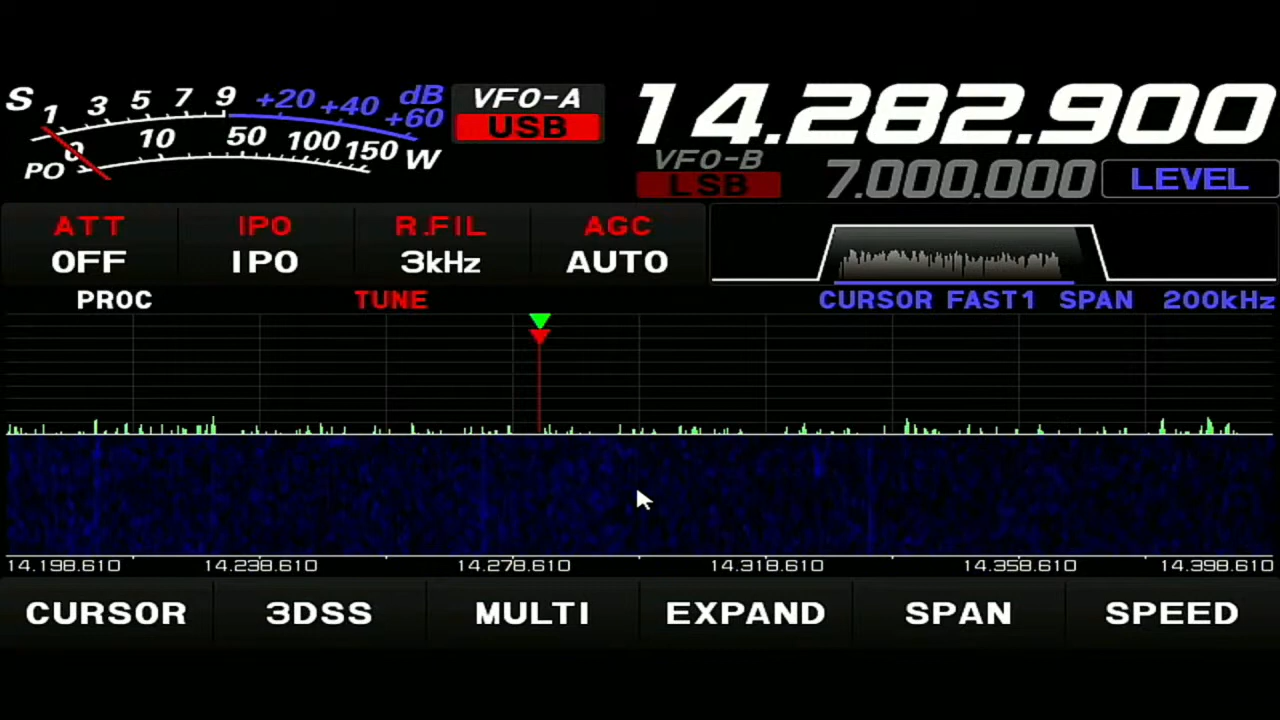 S 1 3 5 7 9 +20 +40 +60 dB
PO 0 10 50 100 150 W
VFO-A
USB
14.282.900
VFO-B
LSB
7.000.000
LEVEL
ATT IPO R.FIL AGC
OFF IPO 3kHz AUTO
PROC TUNE CURSOR FAST1 SPAN 200kHz
14.198.610 14.238.610 14.278.610 14.318.610 14.358.610 14.398.610
CURSOR 3DSS MULTI EXPAND SPAN SPEED